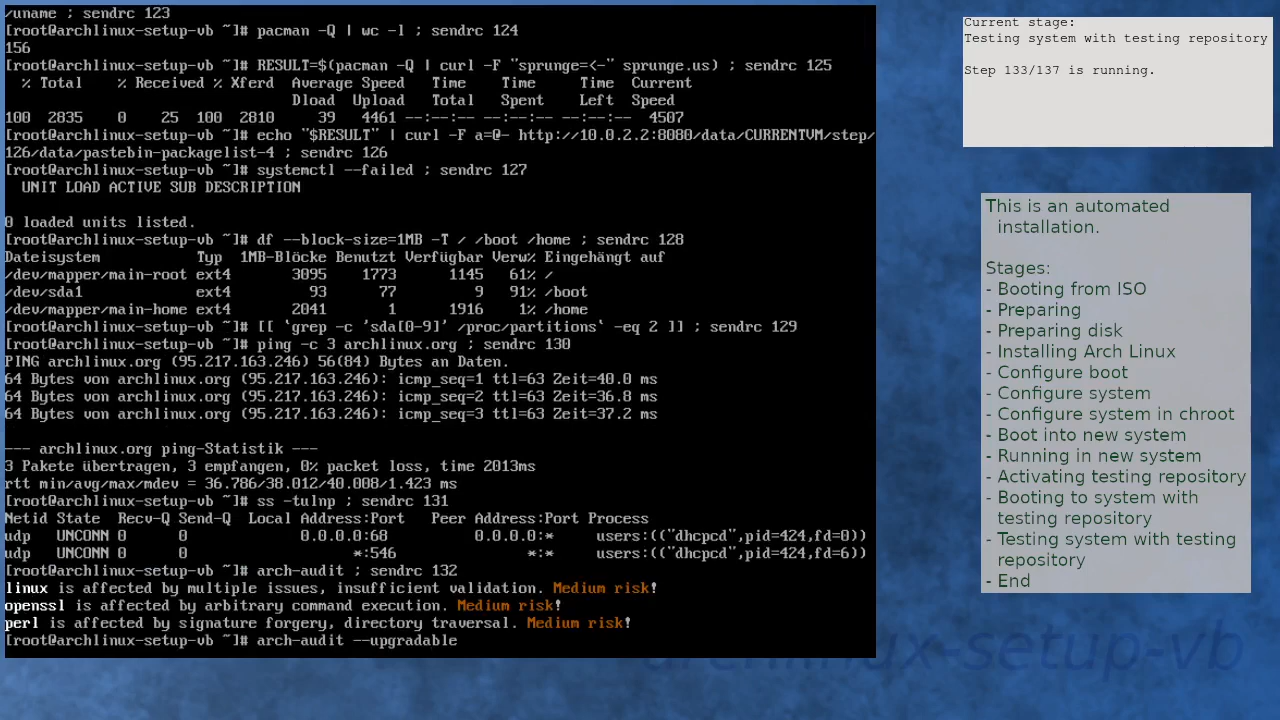 /uname ; sendrc 123
[root@archlinux-setup-vb ~]# pacman -Q | wc -l ; sendrc 124
156
[root@archlinux-setup-vb ~]# RESULT=$(pacman -Q | curl -F "sprunge=<-" sprunge.us) ; sendrc 125
% Total % Received % Xferd Average Speed Time Time Time Current
Dload Upload Total Spent Left Speed
100 2835 0 25 100 2810 39 4461 --:--:-- --:--:-- --:--:-- 4507
[root@archlinux-setup-vb ~]# echo "$RESULT" | curl -F a=@- http://10.0.2.2:8080/data/CURRENTVM/step/
126/data/pastebin-packagelist-4 ; sendrc 126
[root@archlinux-setup-vb ~]# systemctl --failed ; sendrc 127
UNIT LOAD ACTIVE SUB DESCRIPTION
0 loaded units listed.
[root@archlinux-setup-vb ~]# df --block-size=1MB -T / /boot /home ; sendrc 128
Dateisystem Typ 1MB-Blöcke Benutzt Verfügbar Verw% Eingehängt auf
/dev/mapper/main-root ext4 3095 1773 1145 61% /
/dev/sda1 ext4 93 77 9 91% /boot
/dev/mapper/main-home ext4 2041 1 1916 1% /home
[root@archlinux-setup-vb ~]# [[ `grep -c 'sda[0-9]' /proc/partitions` -eq 2 ]] ; sendrc 129
[root@archlinux-setup-vb ~]# ping -c 3 archlinux.org ; sendrc 130
PING archlinux.org (95.217.163.246) 56(84) Bytes an Daten.
64 Bytes von archlinux.org (95.217.163.246): icmp_seq=1 ttl=63 Zeit=40.0 ms
64 Bytes von archlinux.org (95.217.163.246): icmp_seq=2 ttl=63 Zeit=36.8 ms
64 Bytes von archlinux.org (95.217.163.246): icmp_seq=3 ttl=63 Zeit=37.2 ms
--- archlinux.org ping-Statistik ---
3 Pakete übertragen, 3 empfangen, 0% packet loss, time 2013ms
rtt min/avg/max/mdev = 36.786/38.012/40.008/1.423 ms
[root@archlinux-setup-vb ~]# ss -tulnp ; sendrc 131
Netid State Recv-Q Send-Q Local Address:Port Peer Address:Port Process
udp UNCONN 0 0 0.0.0.0:68 0.0.0.0:* users:(("dhcpcd",pid=424,fd=0))
udp UNCONN 0 0 *:546 *:* users:(("dhcpcd",pid=424,fd=6))
[root@archlinux-setup-vb ~]# arch-audit ; sendrc 132
linux is affected by multiple issues, insufficient validation. Medium risk!
openssl is affected by arbitrary command execution. Medium risk!
perl is affected by signature forgery, directory traversal. Medium risk!
[root@archlinux-setup-vb ~]# arch-audit --upgradable
Current stage:
Testing system with testing repository
Step 133/137 is running.
This is an automated
installation.
Stages:
- Booting from ISO
- Preparing
- Preparing disk
- Installing Arch Linux
- Configure boot
- Configure system
- Configure system in chroot
- Boot into new system
- Running in new system
- Activating testing repository
- Booting to system with
testing repository
- Testing system with testing
repository
- End
archlinux-setup-vb